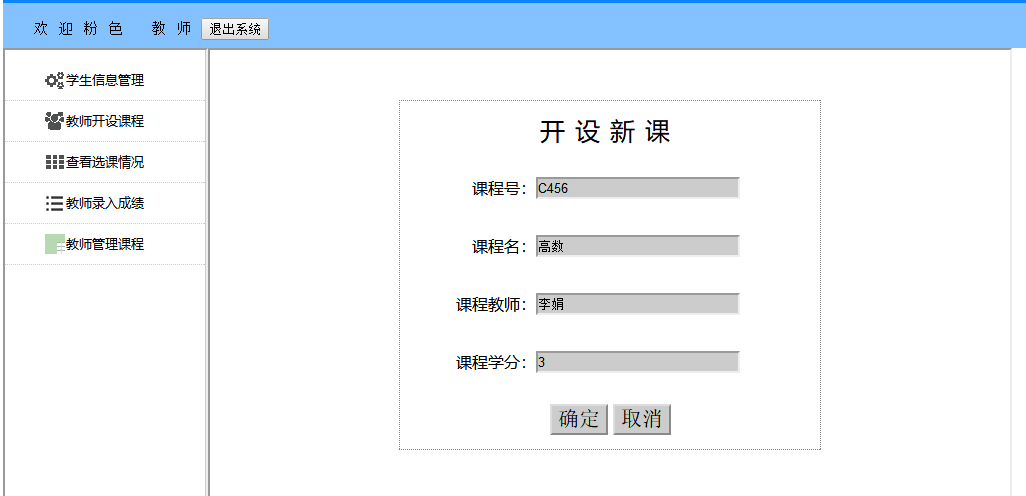 欢 迎 粉 色 教 师 退出系统
学生信息管理
教师开设课程
查看选课情况
教师录入成绩
教师管理课程
开 设 新 课
课程号： C456
课程名： 高数
课程教师： 李娟
课程学分： 3
确定 取消